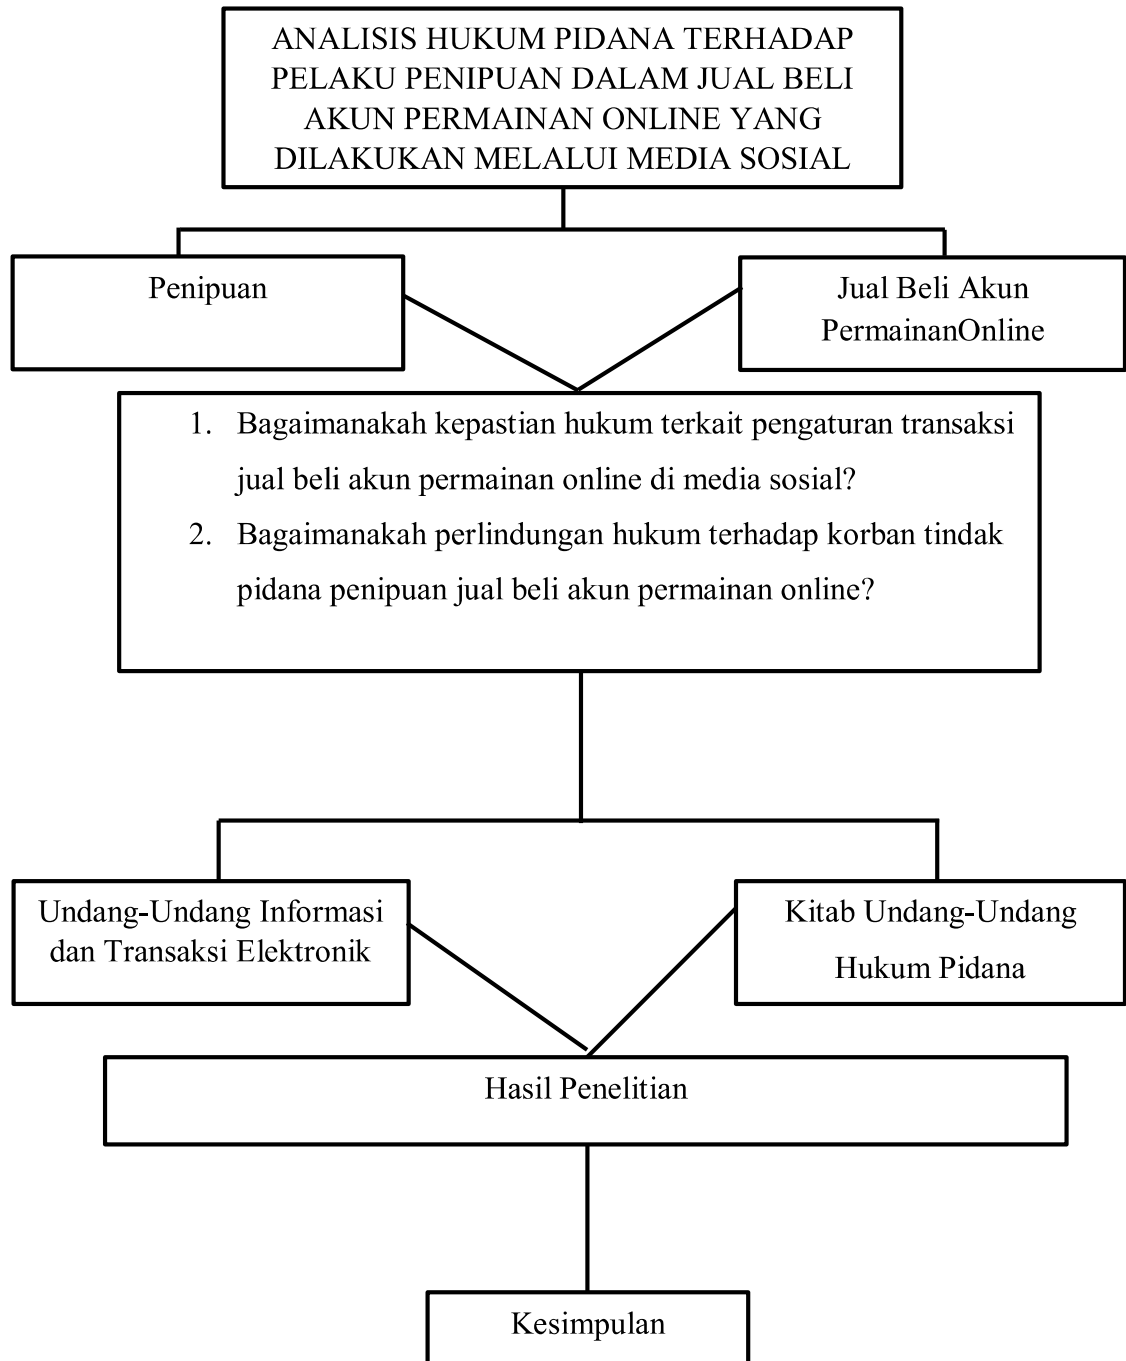 ANALISIS HUKUM PIDANA TERHADAP
PELAKU PENIPUAN DALAM JUAL BELI
AKUN PERMAINAN ONLINE YANG
DILAKUKAN MELALUI MEDIA SOSIAL
Penipuan
Jual Beli Akun
PermainanOnline
1. Bagaimanakah kepastian hukum terkait pengaturan transaksi
jual beli akun permainan online di media sosial?
2. Bagaimanakah perlindungan hukum terhadap korban tindak
pidana penipuan jual beli akun permainan online?
Undang-Undang Informasi
dan Transaksi Elektronik
Kitab Undang-Undang
Hukum Pidana
Hasil Penelitian
Kesimpulan